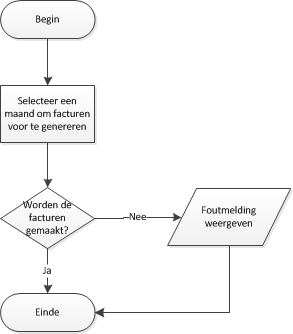 Begin
Selecteer een
maand om facturen
voor te genereren
Worden de
facturen
gemaakt?
Nee
Foutmelding
weergeven
Ja
Einde